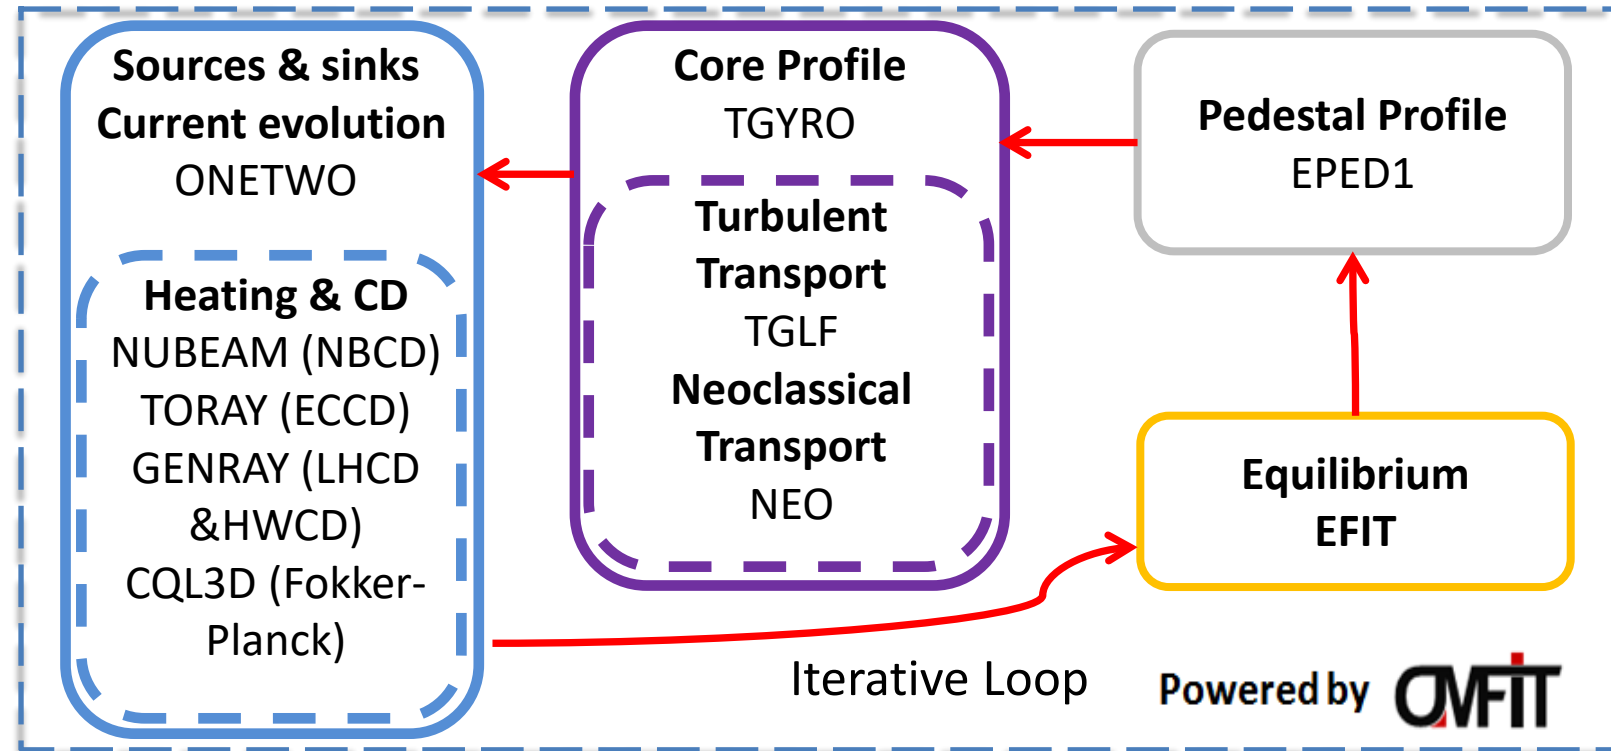 Sources & sinks
Current evolution
ONETWO
Heating & CD
NUBEAM (NBCD)
TORAY (ECCD)
GENRAY (LHCD
&HWCD)
CQL3D (Fokker-
Planck)
Core Profile
TGYRO
Turbulent
Transport
TGLF
Neoclassical
Transport
NEO
Pedestal Profile
EPED1
Equilibrium
EFIT
Iterative Loop
Powered by OMFIT